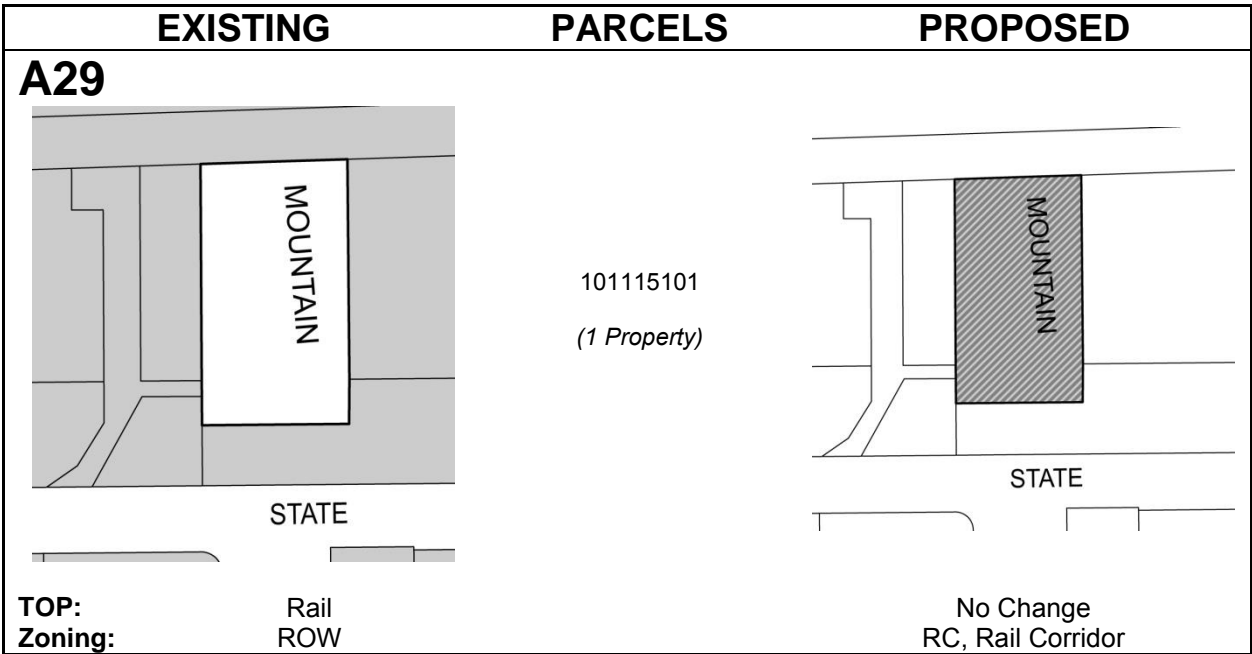 EXISTING PARCELS PROPOSED
A29
MOUNTAIN
STATE
101115101
(1 Property)
MOUNTAIN
STATE
TOP: Rail No Change
Zoning: ROW RC, Rail Corridor